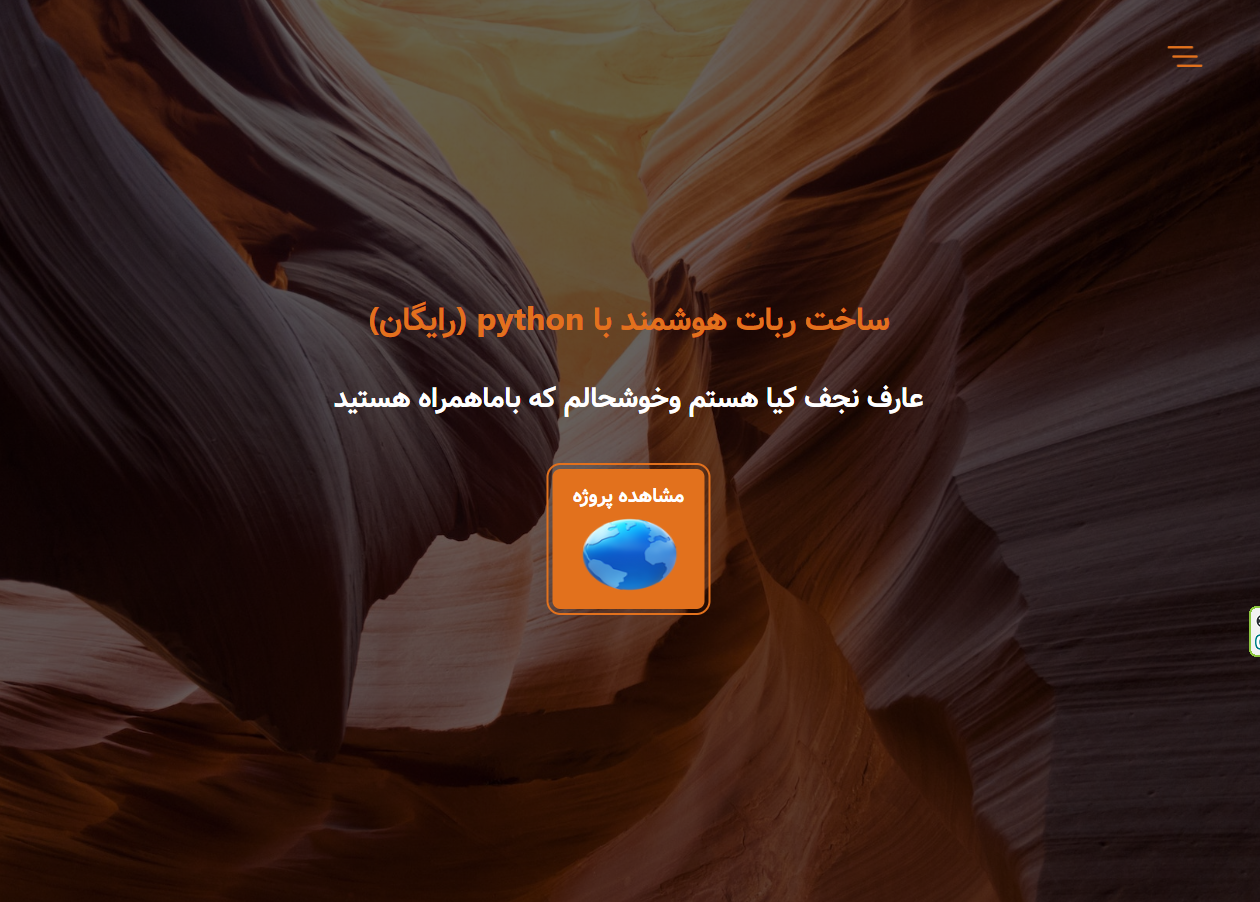 ساخت ربات هوشمند با python (رایگان)
عارف نجف کیا هستم وخوشحالم که باماهمراه هستید
مشاهده پروژه